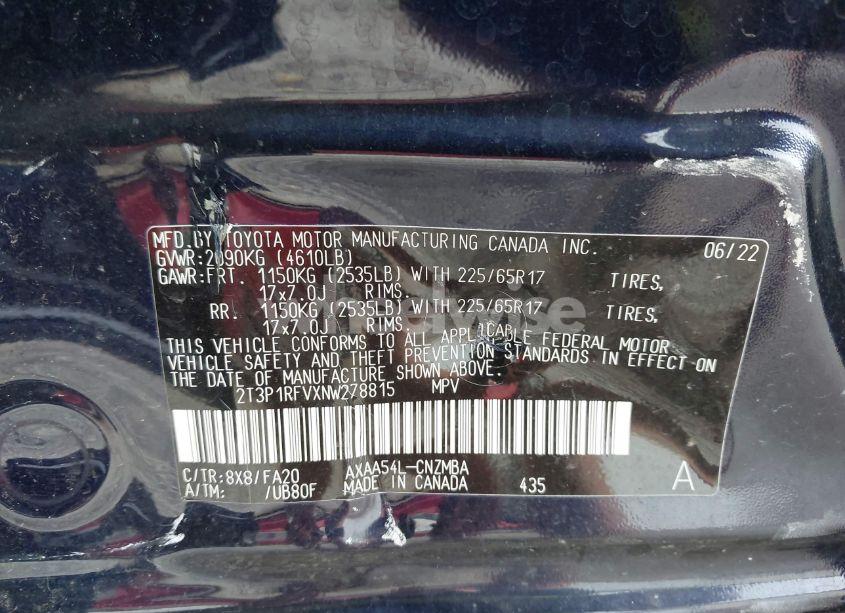 MFD.BY TOYOTA MOTOR MANUFACTURING CANADA INC. 06/22
GVWR:2090KG (4610LB)
GAWR:FRT. 1150KG (2535LB) WITH 225/65R17 TIRES,
17x7.0J RIMS.
RR. 1150KG (2535LB) WITH 225/65R17 TIRES,
17x7.0J RIMS.
THIS VEHICLE CONFORMS TO ALL APPLICABLE FEDERAL MOTOR
VEHICLE SAFETY AND THEFT PREVENTION STANDARDS IN EFFECT ON
THE DATE OF MANUFACTURE SHOWN ABOVE.
2T3P1RFVXNW278815 MPV
C/TR:8X8/FA20 AXAA54L-CNZMBA
A/TM: /UB80F MADE IN CANADA 435 A